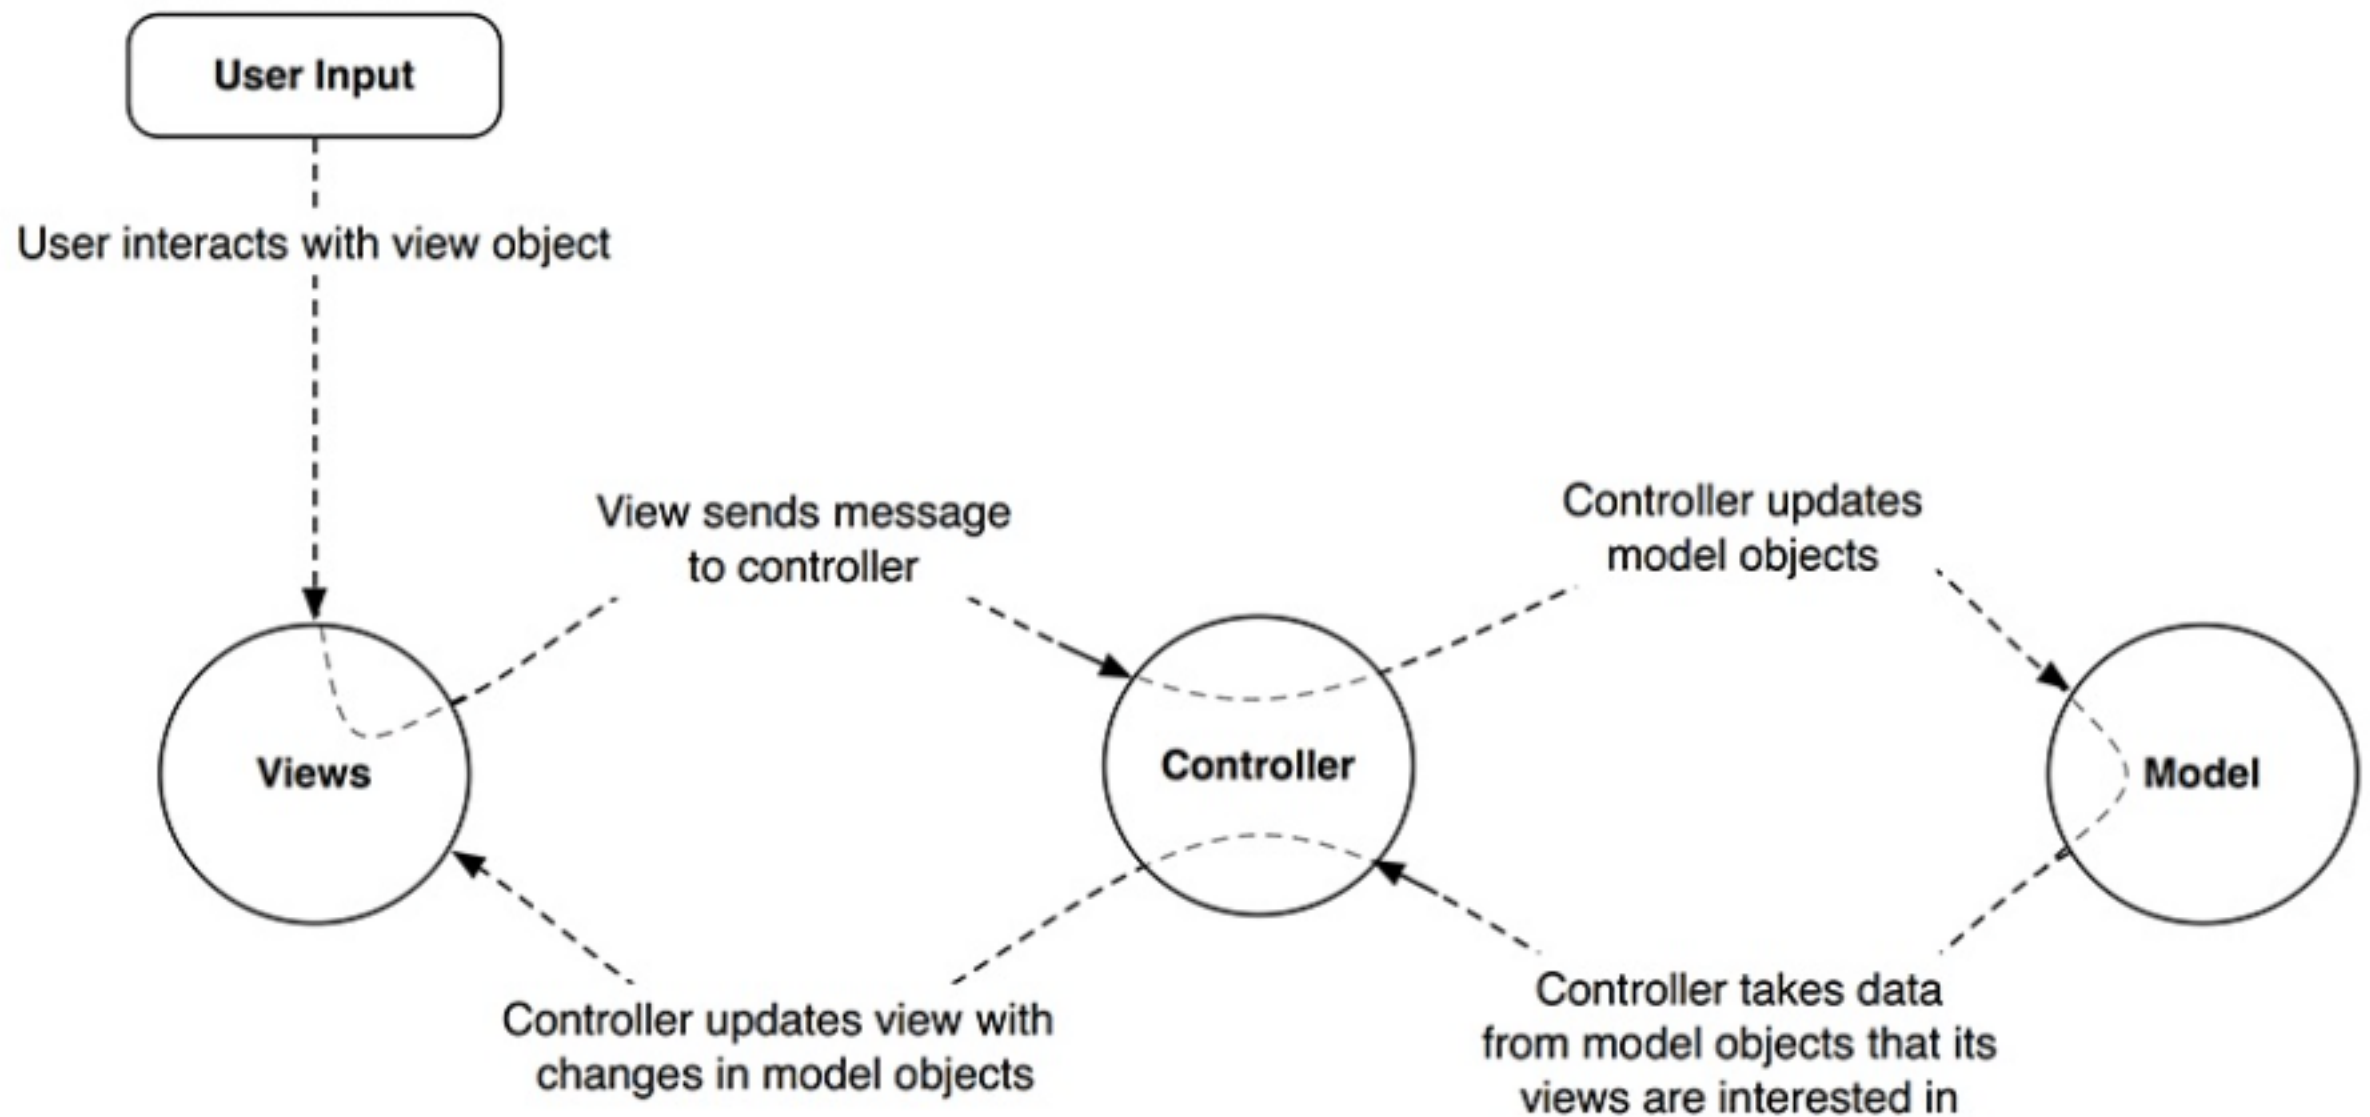 User Input
User interacts with view object
View sends message
to controller
Controller updates
model objects
Views
Controller
Model
Controller updates view with
changes in model objects
Controller takes data
from model objects that its
views are interested in